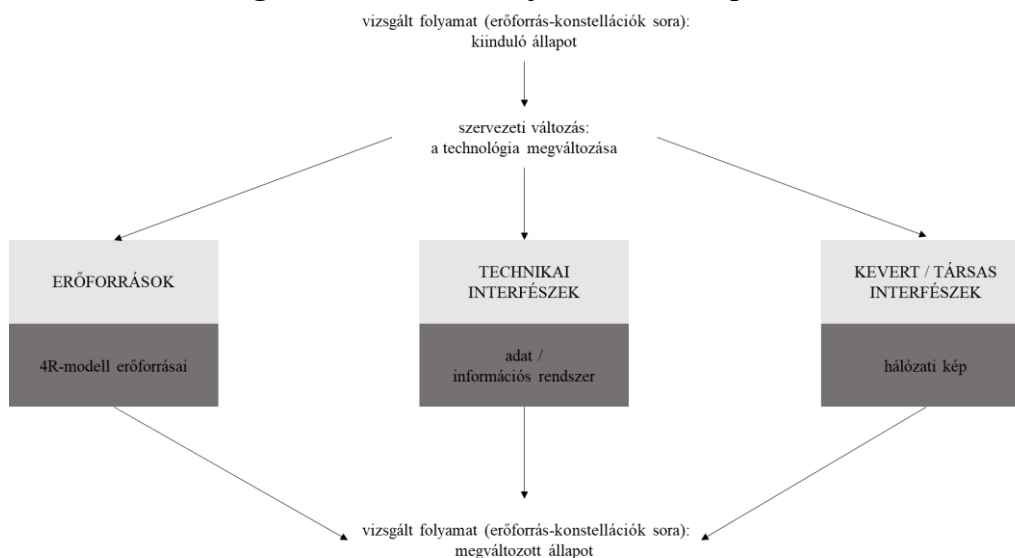 vizsgált folyamat (erőforrás-konstellációk sora):
kiinduló állapot
szervezeti változás:
a technológia megváltozása
ERŐFORRÁSOK
TECHNIKAI
INTERFÉSZEK
KEVERT / TÁRSAS
INTERFÉSZEK
4R-modell erőforrásai
adat /
információs rendszer
hálózati kép
vizsgált folyamat (erőforrás-konstellációk sora):
megváltozott állapot